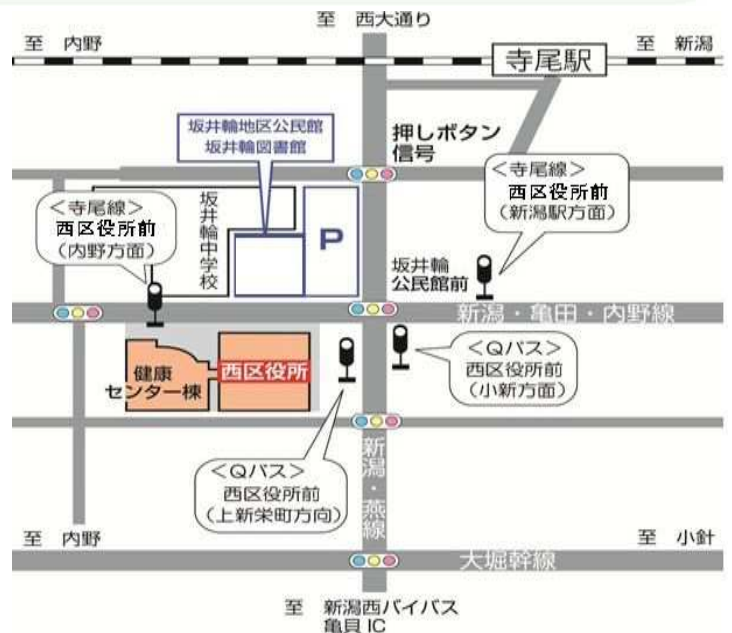 至 西大通り
至 内野
寺尾駅
至 新潟
坂井輪地区公民館
坂井輪図書館
押しボタン
信号
<寺尾線>
西区役所前
(新潟駅方面)
<寺尾線>
西区役所前
(内野方面)
坂井輪中学校
P
坂井輪
公民館前
新潟・亀田・内野線
健康
センター棟
西区役所
<Qバス>
西区役所前
(小新方面)
<Qバス>
西区役所前
(上新栄町方向)
新潟・燕線
至 内野
至 小針
大堀幹線
至 新潟西バイパス
亀貝IC